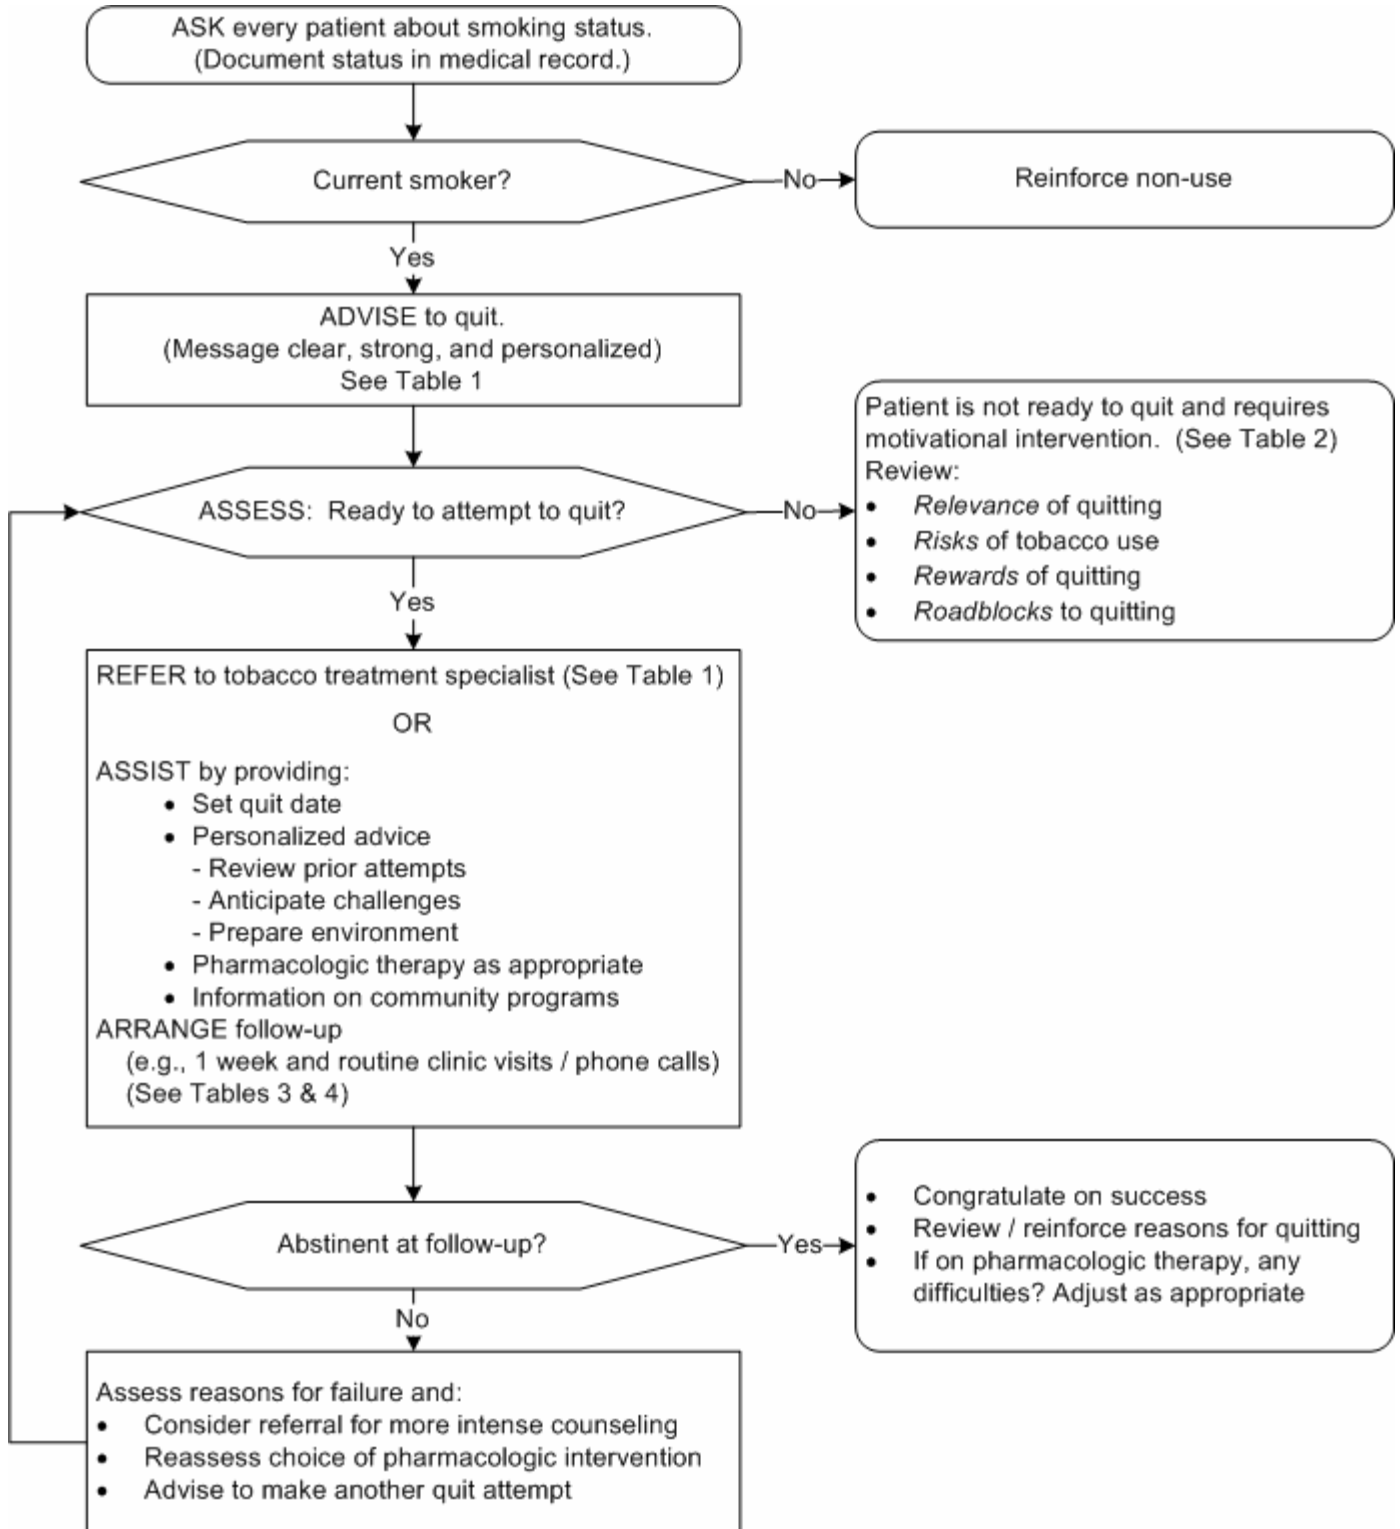 ASK every patient about smoking status.
(Document status in medical record.)
Current smoker?
No
Reinforce non-use
Yes
ADVISE to quit.
(Message clear, strong, and personalized)
See Table 1
ASSESS:  Ready to attempt to quit?
No
Patient is not ready to quit and requires
motivational intervention.  (See Table 2)
Review:
• Relevance of quitting
• Risks of tobacco use
• Rewards of quitting
• Roadblocks to quitting
Yes
REFER to tobacco treatment specialist (See Table 1)
OR
ASSIST by providing:
• Set quit date
• Personalized advice
- Review prior attempts
- Anticipate challenges
- Prepare environment
• Pharmacologic therapy as appropriate
• Information on community programs
ARRANGE follow-up
(e.g., 1 week and routine clinic visits / phone calls)
(See Tables 3 & 4)
Abstinent at follow-up?
Yes
• Congratulate on success
• Review / reinforce reasons for quitting
• If on pharmacologic therapy, any
difficulties? Adjust as appropriate
No
Assess reasons for failure and:
• Consider referral for more intense counseling
• Reassess choice of pharmacologic intervention
• Advise to make another quit attempt